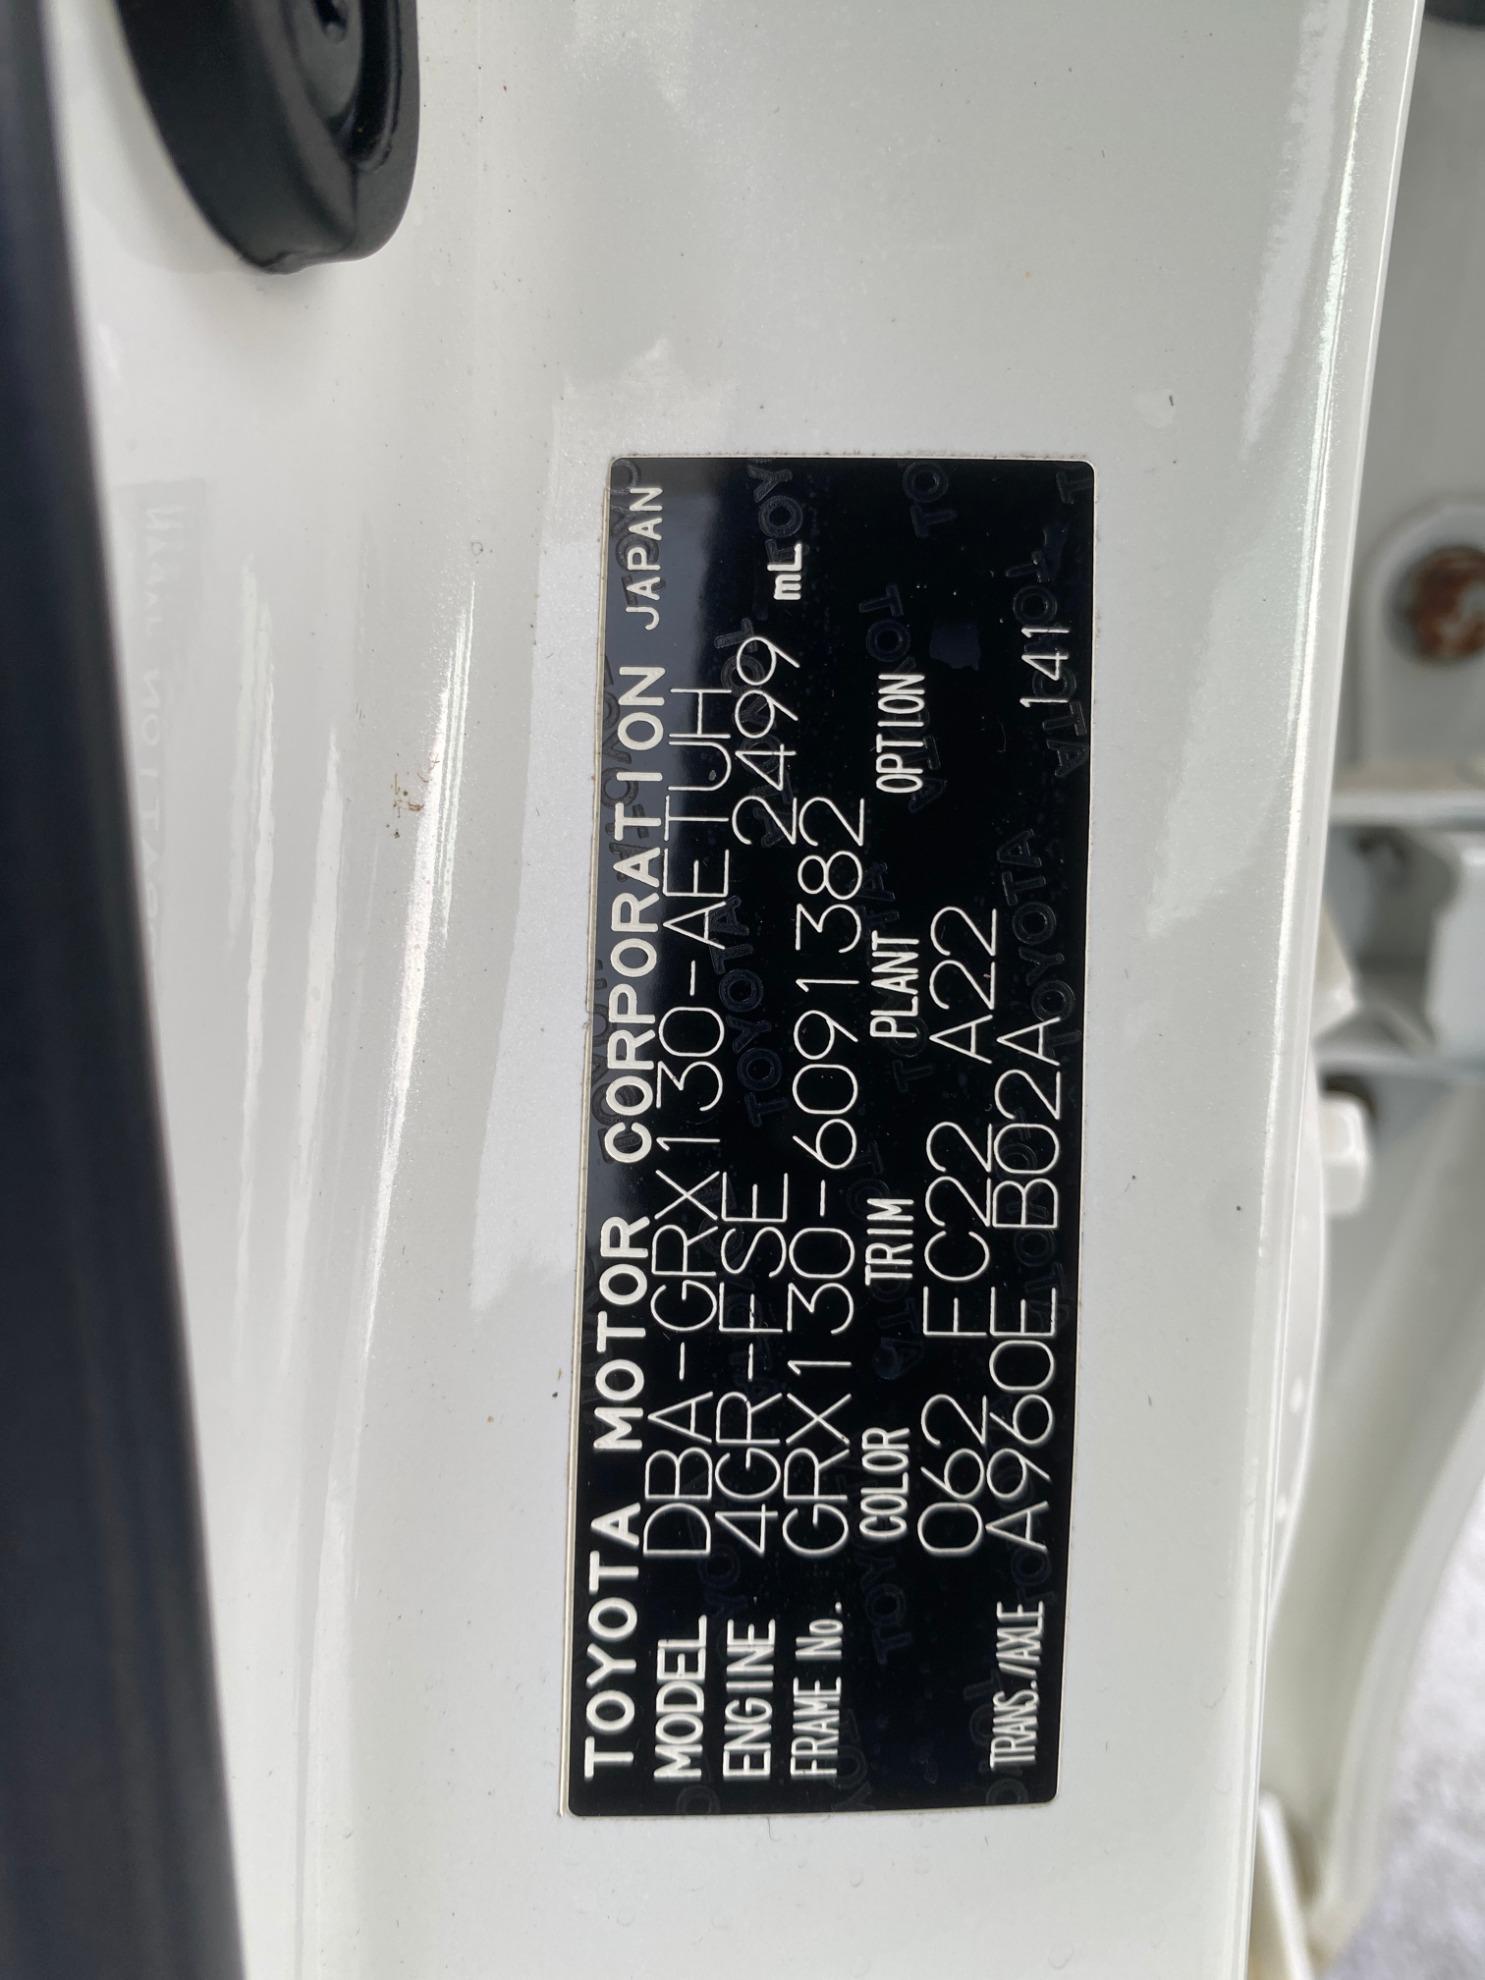 TOYOTA MOTOR CORPORATION JAPAN
MODEL DBA-GRX130-AETUH
ENGINE 4GR-FSE 2499 mL
FRAME No. GRX130-6091382
COLOR TRIM PLANT OPTION
062 FC22 A22
TRANS./AXLE A960E B02A 1410